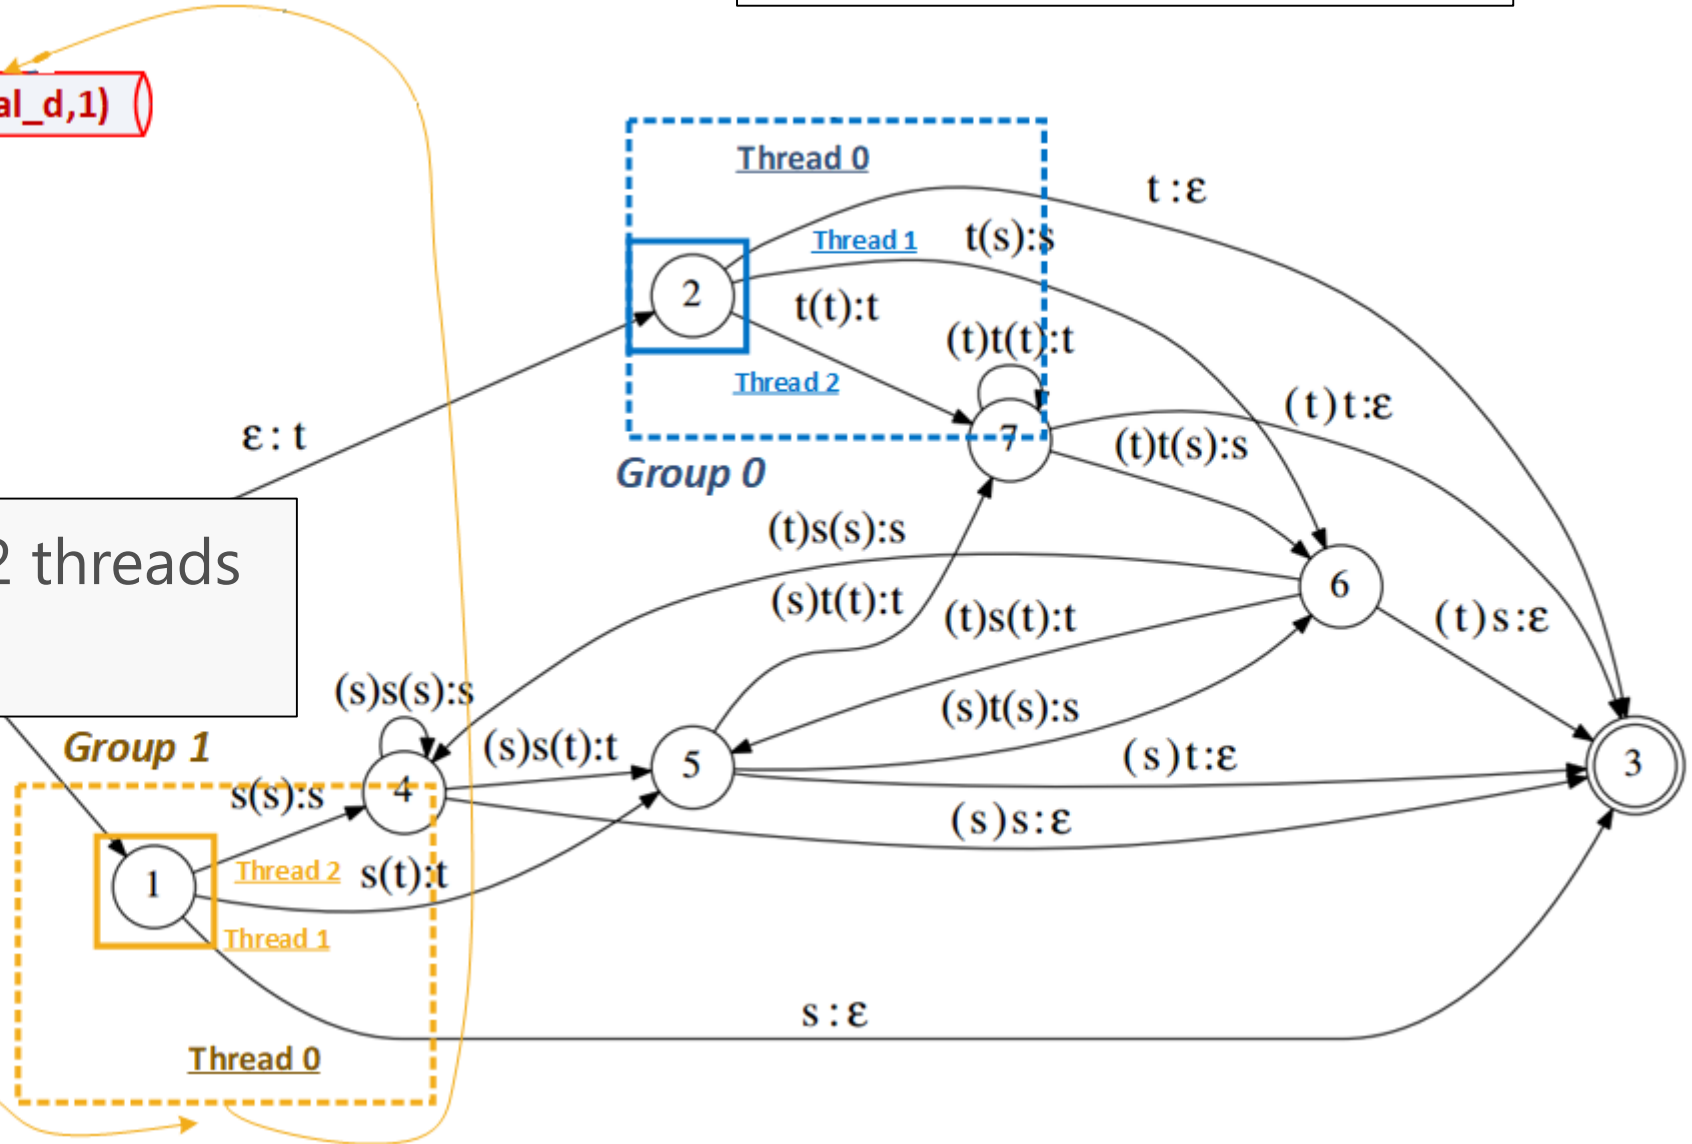 al_d,1)
Thread 0
t:ε
Thread 1
t(s):s
2
t(t):t
(t)t(t):t
Thread 2
(t)t:ε
ε:t
7
(t)t(s):s
Group 0
(t)s(s):s
2 threads
6
(s)t(t):t
(t)s(t):t
(t)s:ε
(s)s(s):s
(s)t(s):s
Group 1
(s)s(t):t
5
(s)t:ε
3
s(s):s
4
(s)s:ε
1
Thread 2
s(t):t
Thread 1
s:ε
Thread 0